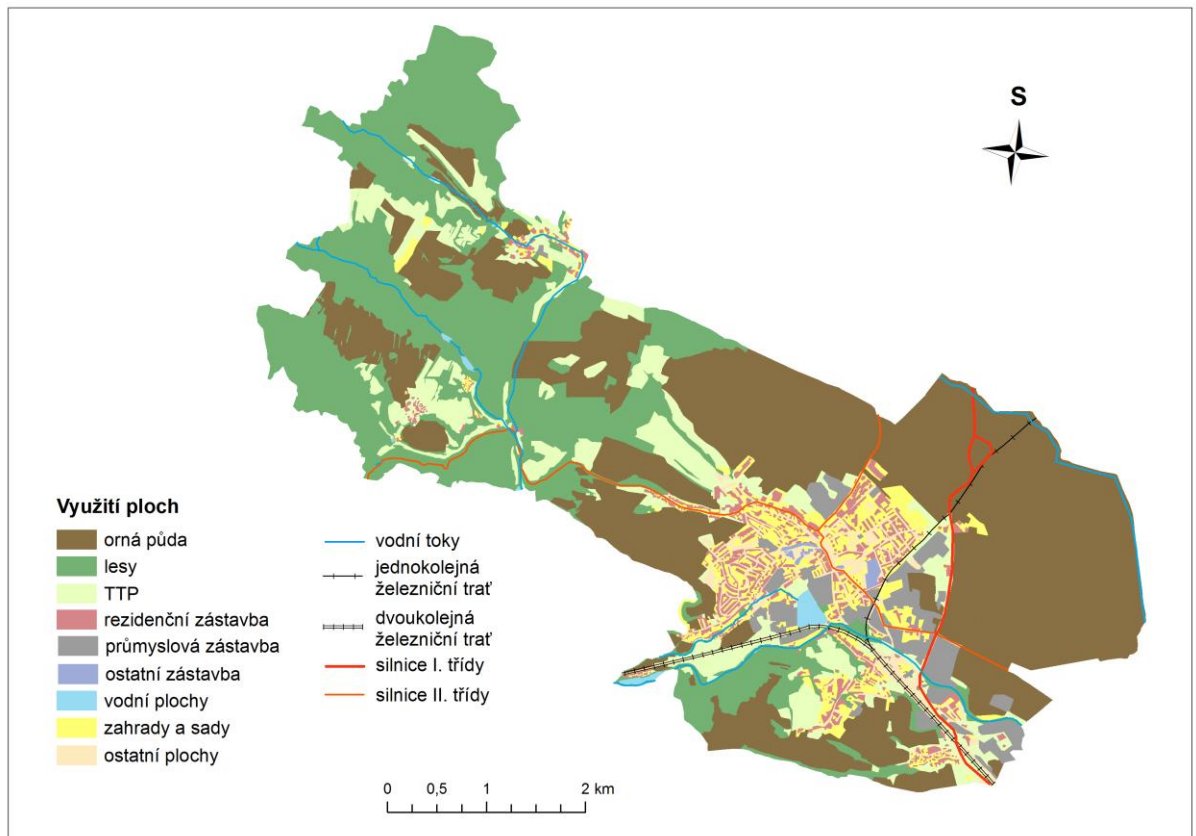 S
Využití ploch
orná půda
lesy
TTP
rezidenční zástavba
průmyslová zástavba
ostatní zástavba
vodní plochy
zahrady a sady
ostatní plochy
vodní toky
jednokolejná
železniční trať
dvoukolejná
železniční trať
silnice I. třídy
silnice II. třídy
0 0,5 1 2 km